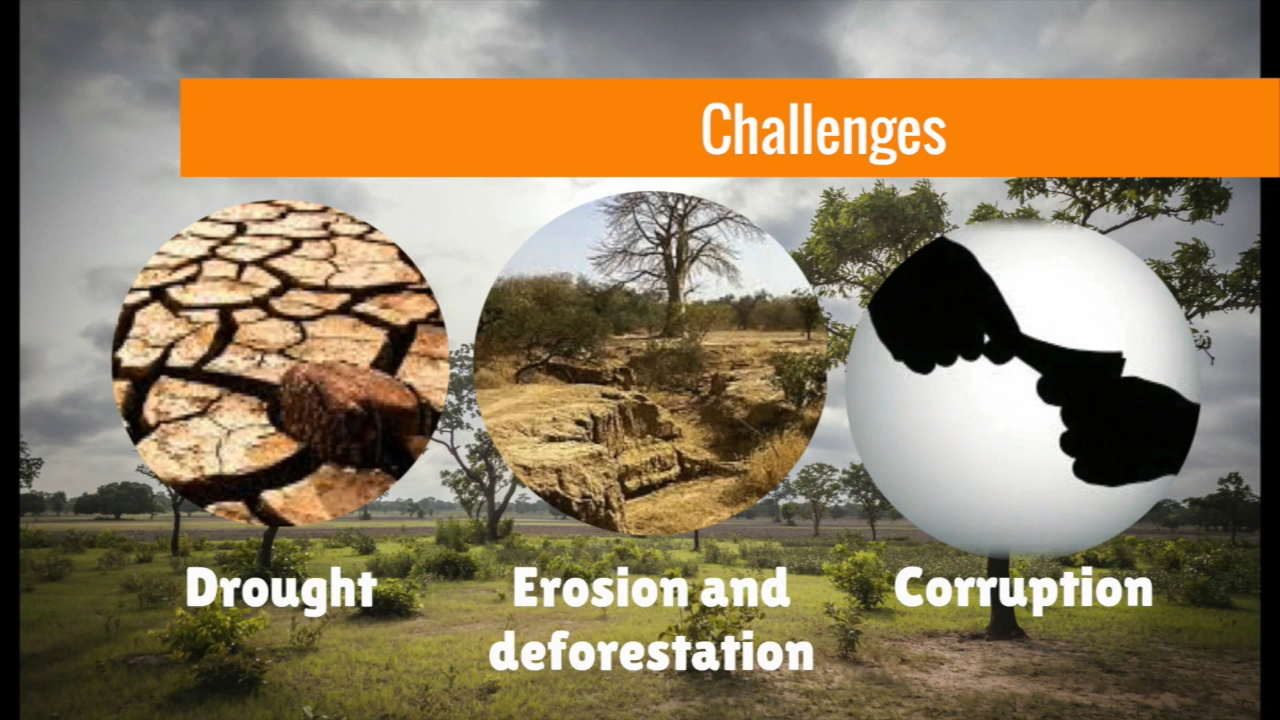 Challenges
Drought
Erosion and
deforestation
Corruption